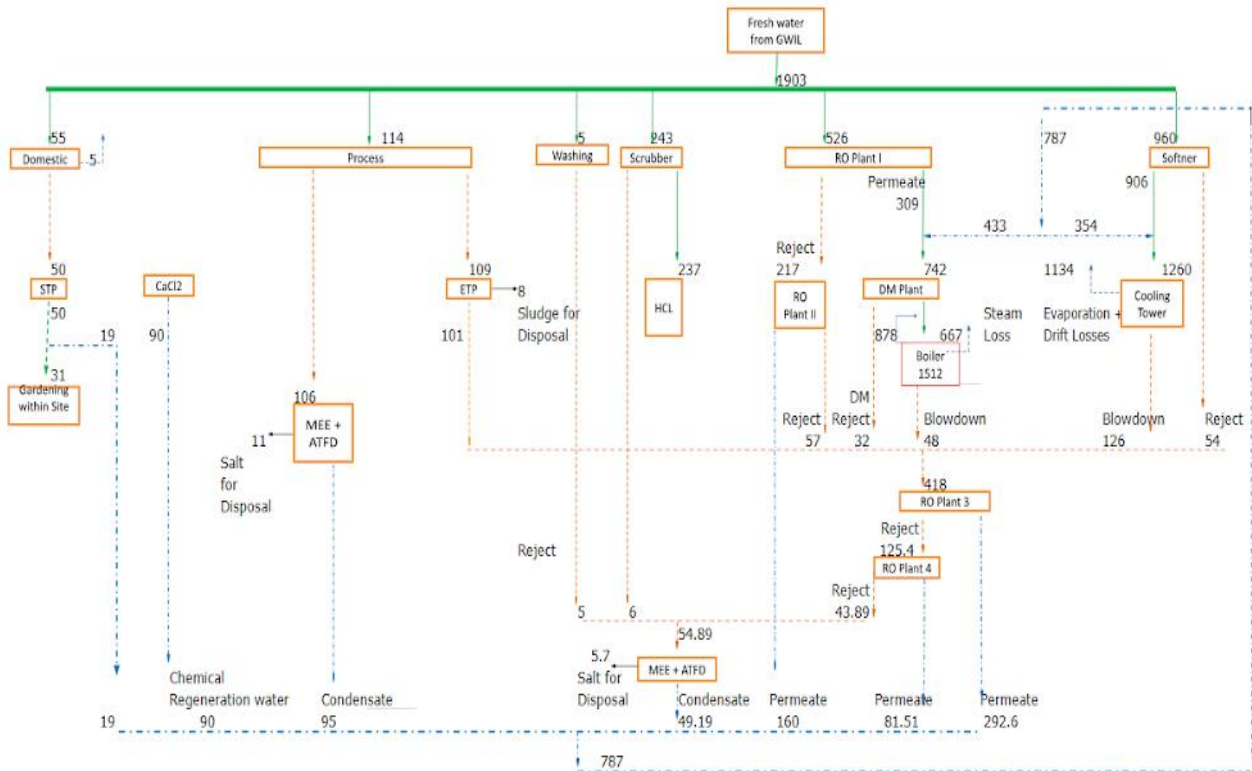 Fresh water
from GWIL
1903
55
114
5
243
526
787
960
Domestic
5
Process
Washing
Scrubber
RO Plant I
Softner
Permeate
309
906
433
354
Reject
50
109
237
217
742
1134
1260
STP
CaCl2
ETP
8
HCL
RO
Plant II
DM Plant
Cooling
Tower
50
Sludge for
Disposal
Steam
Loss
Evaporation +
Drift Losses
19
90
101
878
667
Boiler
1512
31
Gardening
within Site
106
MEE +
ATFD
DM
Reject
Reject
Blowdown
Blowdown
Reject
11
57
32
48
126
54
Salt
for
Disposal
418
RO Plant 3
Reject
125.4
Reject
RO Plant 4
Reject
5
6
43.89
54.89
5.7
MEE + ATFD
Salt for
Disposal
Chemical
Regeneration water
Condensate
Condensate
Permeate
Permeate
Permeate
19
90
95
49.19
160
81.51
292.6
787